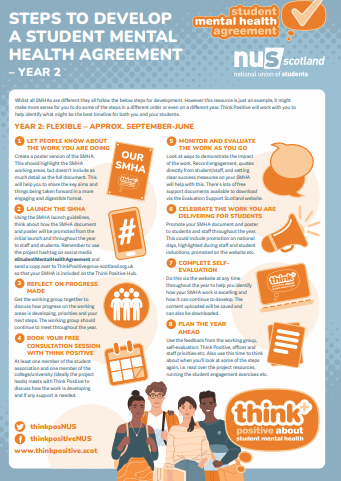 STEPS TO DEVELOP
A STUDENT MENTAL
HEALTH AGREEMENT
– YEAR 2
student
mental health
agreement
nus scotland
national union of students
Whilst all SMHAs are different they all follow the below steps for development. However this resource is just an example, it might
make more sense for you to do some of the steps in a different order or even on a different year. Think Positive will work with you to
help identify what might be the best timeline for both you and your students.
YEAR 2: FLEXIBLE – APPROX. SEPTEMBER-JUNE
1 LET PEOPLE KNOW ABOUT
THE WORK YOU ARE DOING
Create a poster version of the SMHA.
This should highlight the SMHA
working areas, but doesn't include as
much detail as the full document. This
will help you to share the key aims and
things being taken forward in a more
engaging and digestible format.
OUR
SMHA
2 LAUNCH THE SMHA
Using the SMHA launch guidelines,
think about how the SMHA document
and poster will be promoted from the
initial launch and throughout the year
to staff and students. Remember to use
the project hashtag on social media
#StudentMentalHealthAgreement and
send a copy over to ThinkPositive@nus-scotland.org.uk
so that your SMHA is included on the Think Positive Hub.
#
3 REFLECT ON PROGRESS
MADE
Get the working group together to
discuss how progress on the working
areas is developing, priorities and your
next steps. The working group should
continue to meet throughout the year.
4 BOOK YOUR FREE
CONSULTATION SESSION
WITH THINK POSITIVE
At least one member of the student
association and one member of the
college/university (ideally the project
leads) meets with Think Positive to
discuss how the work is developing
and if any support is needed.
5 MONITOR AND EVALUATE
THE WORK AS YOU GO
Look at ways to demonstrate the impact
of the work. Record engagement, quotes
directly from student/staff, and setting
clear success measures on your SMHA
will help with this. There's lots of free
support documents available to download
via the Evaluation Support Scotland website.
6 CELEBRATE THE WORK YOU ARE
DELIVERING FOR STUDENTS
Promote your SMHA document and poster
to students and staff throughout the year.
This could include promotion on national
days, highlighted during staff and student
inductions, promoted on the website etc.
7 COMPLETE SELF-
EVALUATION
Do this via the website at any time
throughout the year to help you identify
how your SMHA work is excelling and
how it can continue to develop. The
content uploaded will be saved and
can also be downloaded.
think
8 PLAN THE YEAR
AHEAD
Use the feedback from the working group,
self-evaluation, Think Positive, officer and
staff priorities etc. Also use this time to think
about when you'll look at some of the steps
again, i.e. read over the project resources,
running the student engagement exercises etc.
thinkposNUS
thinkpositiveNUS
www.thinkpositive.scot
think+
positive about
student mental health